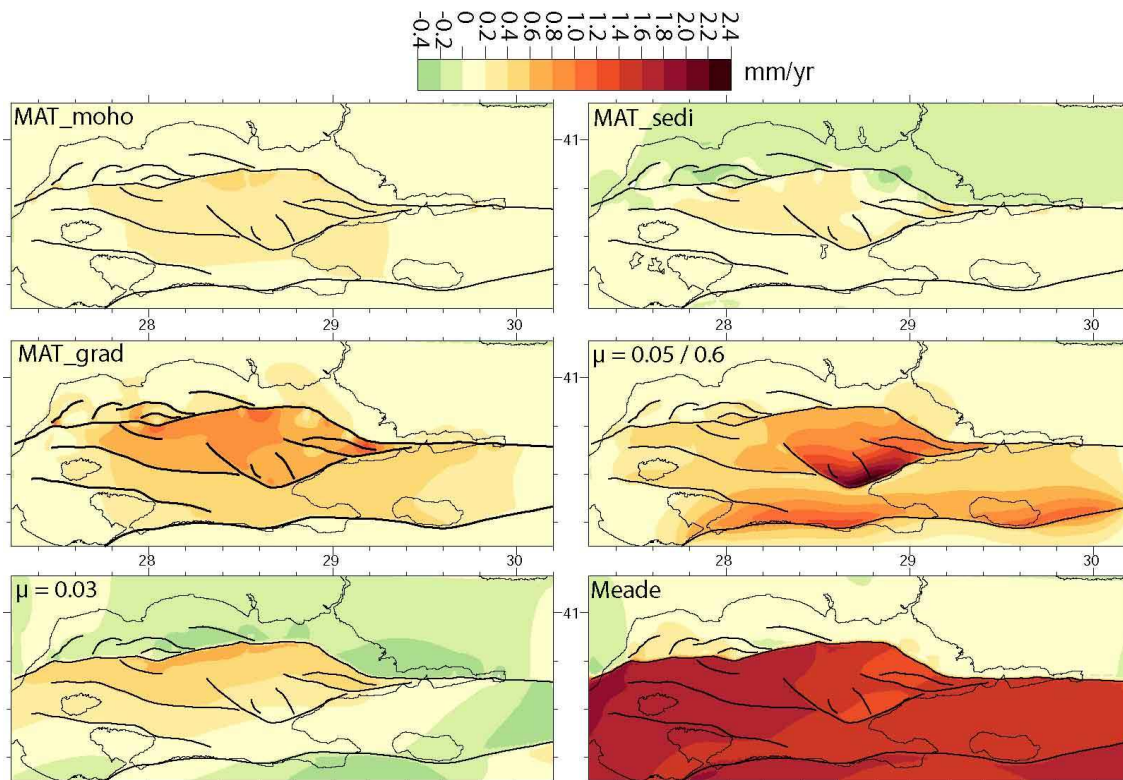 -0.4 -0.2 0 0.2 0.4 0.6 0.8 1.0 1.2 1.4 1.6 1.8 2.0 2.2 2.4
mm/yr
MAT_moho
MAT_sedi
41
28 29 30
28 29 30
MAT_grad
μ = 0.05 / 0.6
41
28 29 30
28 29 30
μ = 0.03
Meade
41